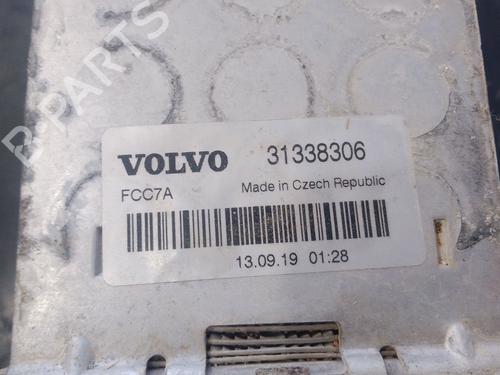 B-PARTS
VOLVO 31338306
FCC7A Made in Czech Republic
13.09.19 01:28